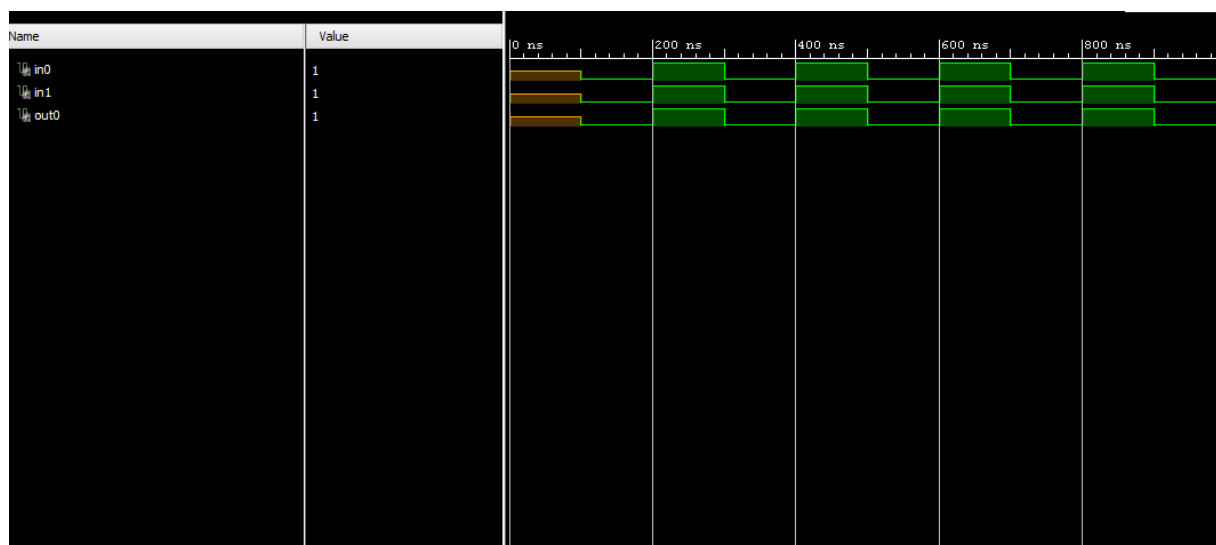 Name Value
0 ns 200 ns 400 ns 600 ns 800 ns
in0 1
in1 1
out0 1